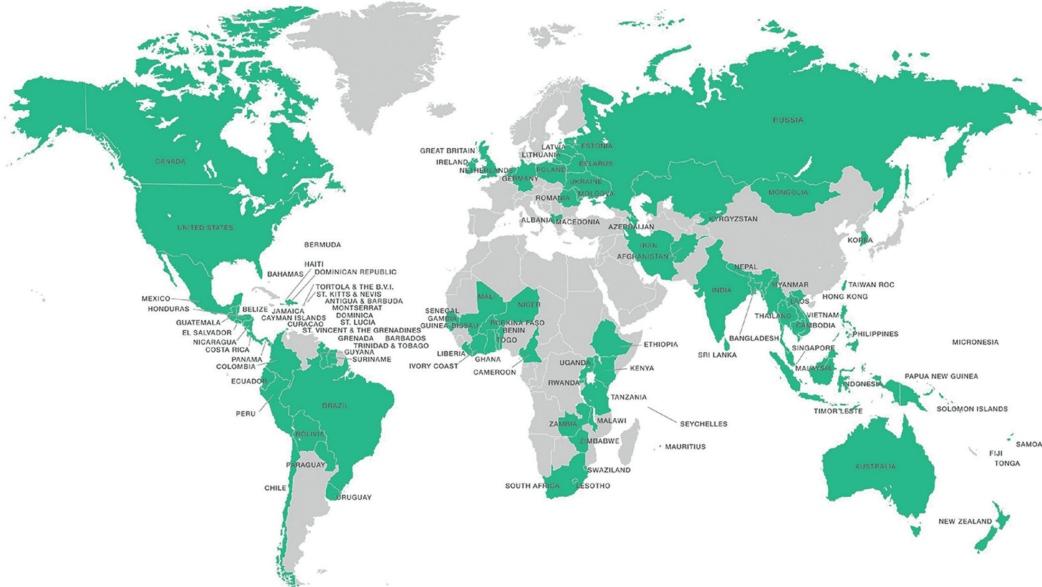 RUSSIA
CANADA
UNITED STATES
MONGOLIA
GREAT BRITAIN
IRELAND
NETHERLANDS
GERMANY
LATVIA
ESTONIA
LITHUANIA
BELARUS
POLAND
UKRAINE
ROMANIA
MOLDOVA
ALBANIA
MACEDONIA
AZERBAIJAN
KYRGYZSTAN
KOREA
IRAN
AFGHANISTAN
BERMUDA
HAITI
DOMINICAN REPUBLIC
BAHAMAS
TORTOLA & THE B.V.I.
ST. KITTS & NEVIS
ANTIGUA & BARBUDA
MONTSERRAT
DOMINICA
ST. LUCIA
ST. VINCENT & THE GRENADINES
GRENADA
BARBADOS
TRINIDAD & TOBAGO
MEXICO
HONDURAS
BELIZE
JAMAICA
CAYMAN ISLANDS
CURACAO
GUATEMALA
EL SALVADOR
NICARAGUA
COSTA RICA
PANAMA
COLOMBIA
GUYANA
SURINAME
ECUADOR
PERU
BRAZIL
BOLIVIA
PARAGUAY
CHILE
URUGUAY
MALI
NIGER
SENEGAL
GAMBIA
GUINEA-BISSAU
BURKINA FASO
BENIN
TOGO
LIBERIA
GHANA
IVORY COAST
CAMEROON
ETHIOPIA
UGANDA
KENYA
RWANDA
TANZANIA
SEYCHELLES
ZAMBIA
MALAWI
ZIMBABWE
MAURITIUS
SWAZILAND
SOUTH AFRICA
LESOTHO
NEPAL
INDIA
MYANMAR
TAIWAN ROC
HONG KONG
LAOS
THAILAND
VIETNAM
CAMBODIA
PHILIPPINES
BANGLADESH
SRI LANKA
SINGAPORE
MALAYSIA
MICRONESIA
INDONESIA
PAPUA NEW GUINEA
TIMOR LESTE
SOLOMON ISLANDS
SAMOA
FIJI
TONGA
AUSTRALIA
NEW ZEALAND